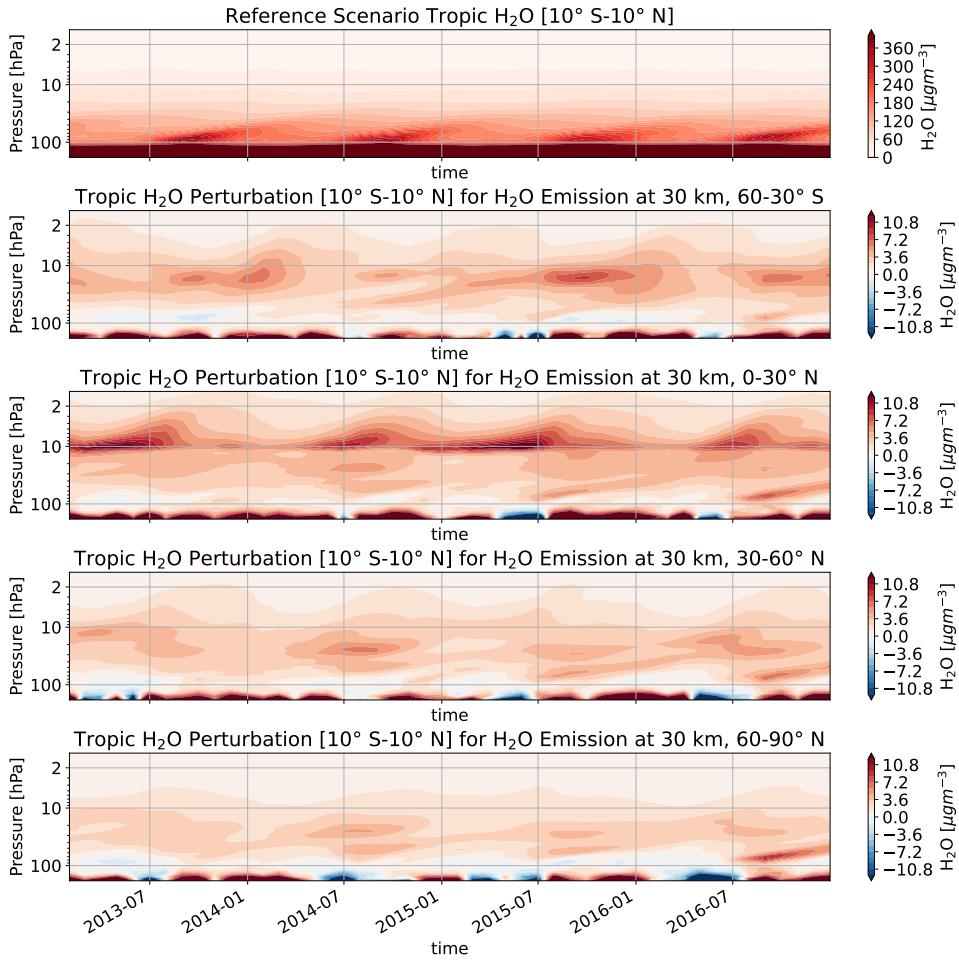 Reference Scenario Tropic H₂O [10° S-10° N]
Pressure [hPa]
2
10
100
time
360
300
240
180
120
60
0
H₂O [μgm⁻³]
Tropic H₂O Perturbation [10° S-10° N] for H₂O Emission at 30 km, 60-30° S
Pressure [hPa]
2
10
100
time
10.8
7.2
3.6
0.0
−3.6
−7.2
−10.8
H₂O [μgm⁻³]
Tropic H₂O Perturbation [10° S-10° N] for H₂O Emission at 30 km, 0-30° N
Pressure [hPa]
2
10
100
time
10.8
7.2
3.6
0.0
−3.6
−7.2
−10.8
H₂O [μgm⁻³]
Tropic H₂O Perturbation [10° S-10° N] for H₂O Emission at 30 km, 30-60° N
Pressure [hPa]
2
10
100
time
10.8
7.2
3.6
0.0
−3.6
−7.2
−10.8
H₂O [μgm⁻³]
Tropic H₂O Perturbation [10° S-10° N] for H₂O Emission at 30 km, 60-90° N
Pressure [hPa]
2
10
100
10.8
7.2
3.6
0.0
−3.6
−7.2
−10.8
H₂O [μgm⁻³]
2013-07
2014-01
2014-07
2015-01
2015-07
2016-01
2016-07
time